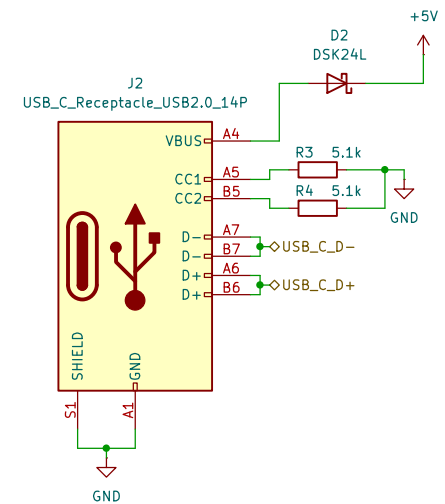 +5V
D2
DSK24L
J2
USB_C_Receptacle_USB2.0_14P
VBUS A4
CC1 A5
CC2 B5
R3 5.1k
R4 5.1k
GND
D- A7
D- B7
USB_C_D-
D+ A6
D+ B6
USB_C_D+
SHIELD
GND
S1
A1
GND